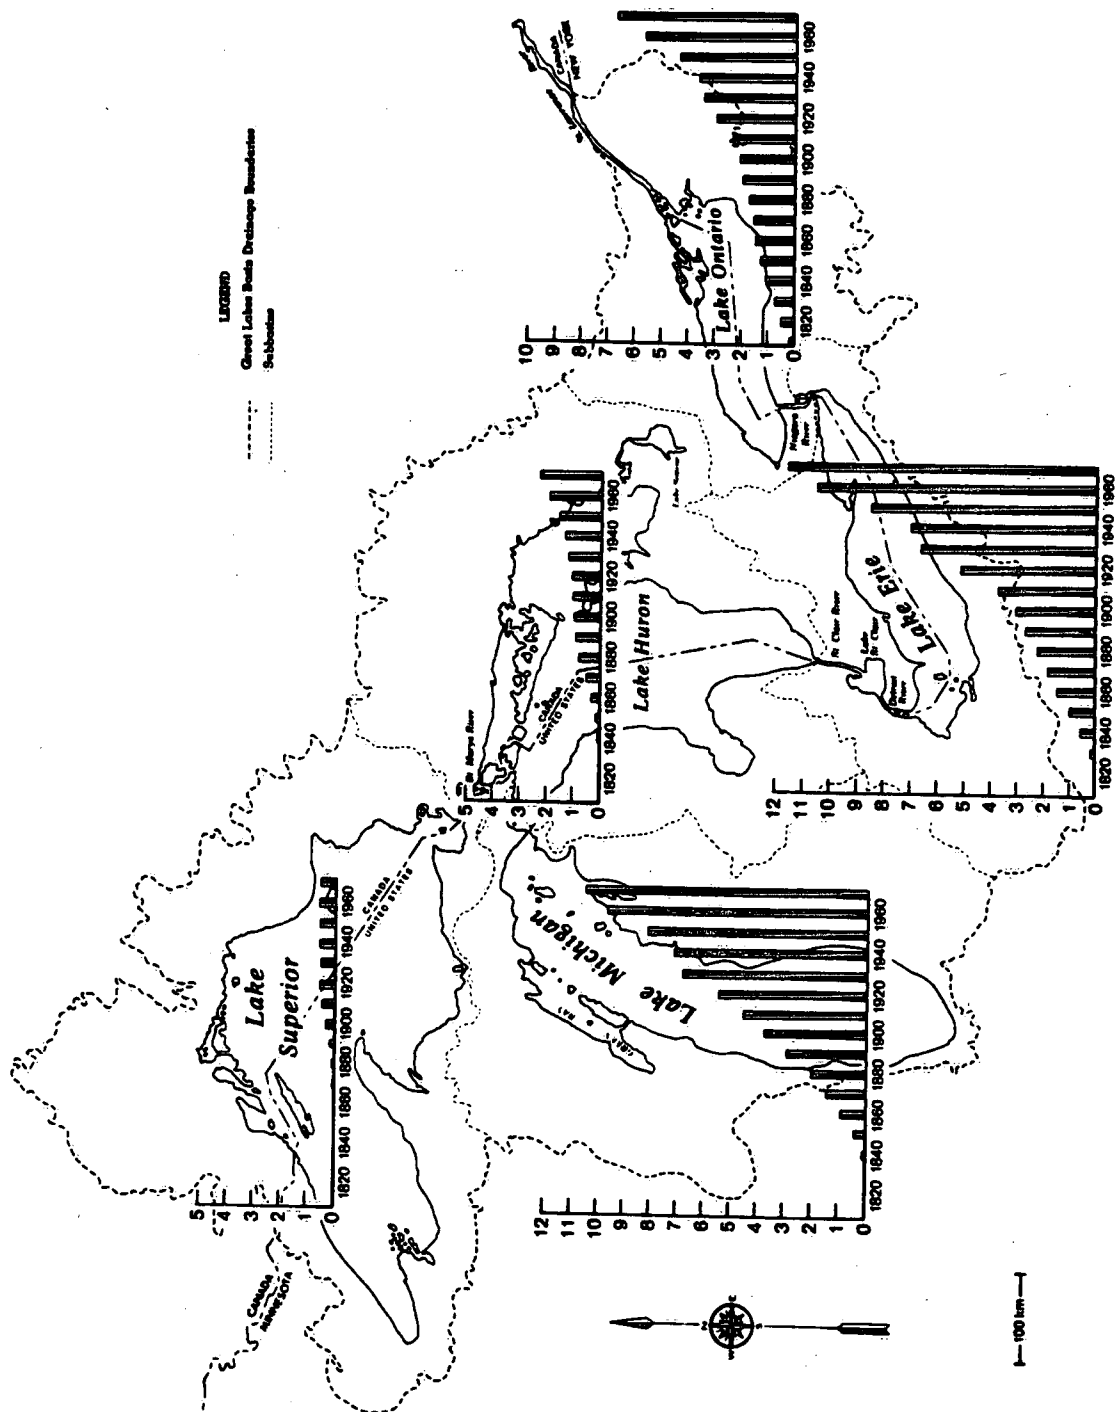 LEGEND
Great Lakes Basin Drainage Boundaries
Subbasins
CANADA
NEW YORK
CANADA
MINNESOTA
Lake
Superior
CANADA
UNITED STATES
5
4
3
2
1
0
1820 1840 1860 1880 1900 1920 1940 1960
St Marys River
CANADA
UNITED STATES
Lake Huron
5
4
3
2
1
0
1820 1840 1860 1880 1900 1920 1940 1960
Lake Ontario
10
9
8
7
6
5
4
3
2
1
0
1820 1840 1860 1880 1900 1920 1940 1960
Lake Michigan
12
11
10
9
8
7
6
5
4
3
2
1
0
1820 1840 1860 1880 1900 1920 1940 1960
St Clair River
Lake
St Clair
Detroit
River
Niagara
River
Lake Erie
12
11
10
9
8
7
6
5
4
3
2
1
0
1820 1840 1860 1880 1900 1920 1940 1960
N
W
E
S
100 km